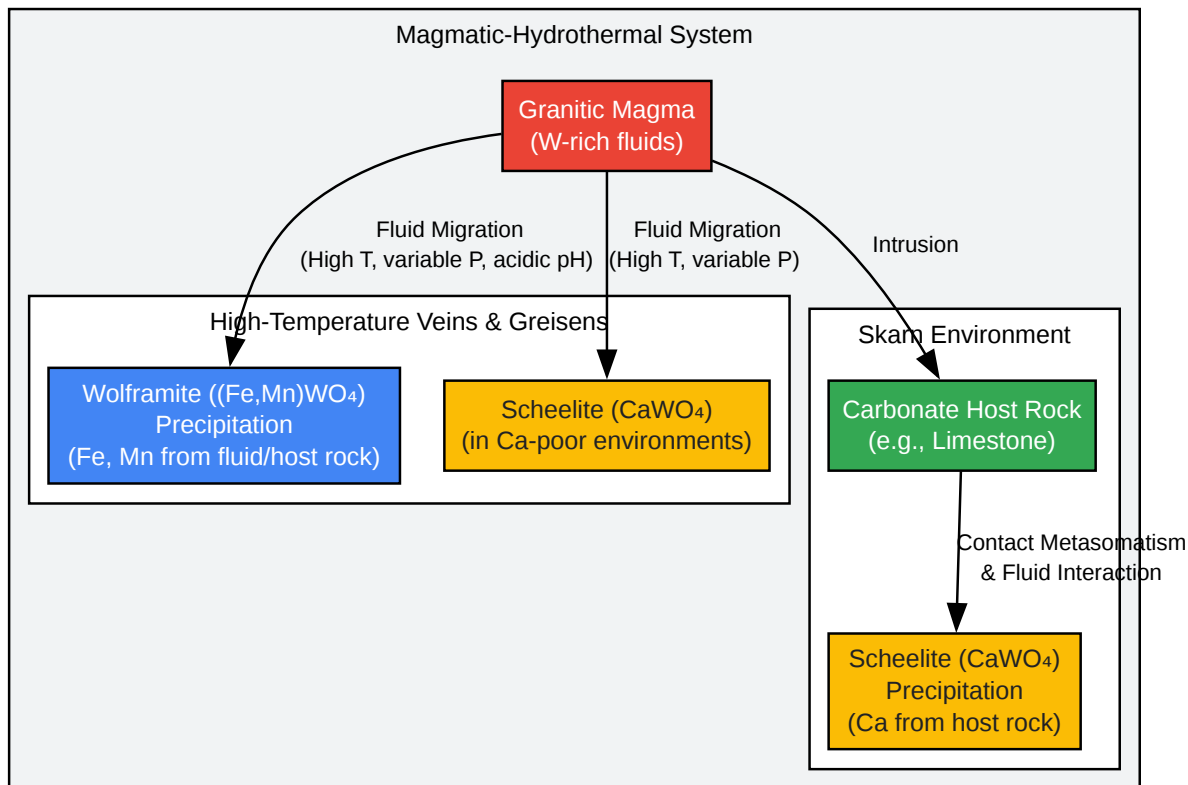 Magmatic-Hydrothermal System
Granitic Magma
(W-rich fluids)
Fluid Migration
(High T, variable P, acidic pH)
Fluid Migration
(High T, variable P)
Intrusion
High-Temperature Veins & Greisens
Wolframite ((Fe,Mn)WO₄)
Precipitation
(Fe, Mn from fluid/host rock)
Scheelite (CaWO₄)
(in Ca-poor environments)
Skarn Environment
Carbonate Host Rock
(e.g., Limestone)
Contact Metasomatism
& Fluid Interaction
Scheelite (CaWO₄)
Precipitation
(Ca from host rock)